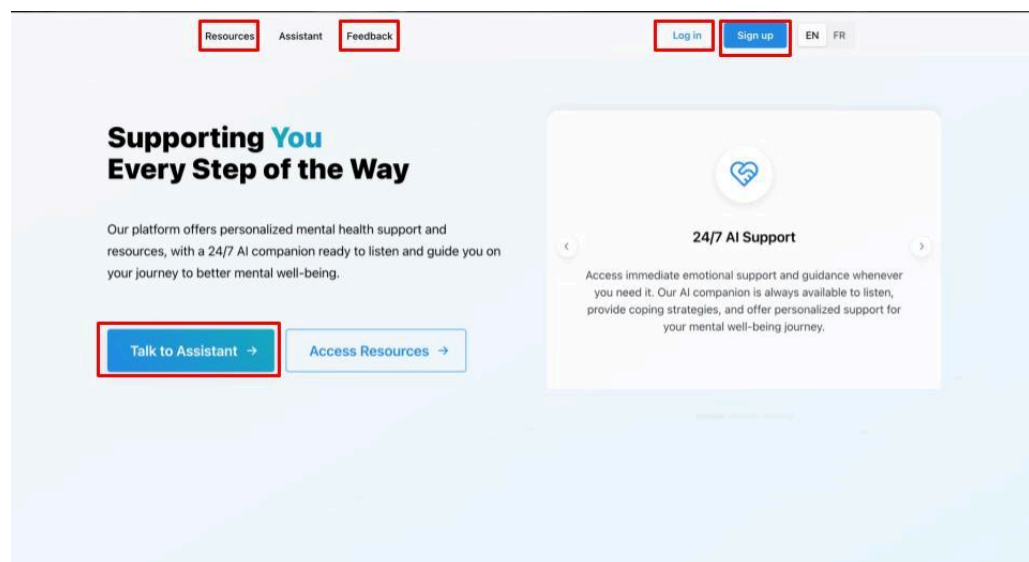 Resources Assistant Feedback Log in Sign up EN FR
Supporting You
Every Step of the Way
Our platform offers personalized mental health support and
resources, with a 24/7 AI companion ready to listen and guide you on
your journey to better mental well-being.
Talk to Assistant →
Access Resources →
24/7 AI Support
Access immediate emotional support and guidance whenever
you need it. Our AI companion is always available to listen,
provide coping strategies, and offer personalized support for
your mental well-being journey.